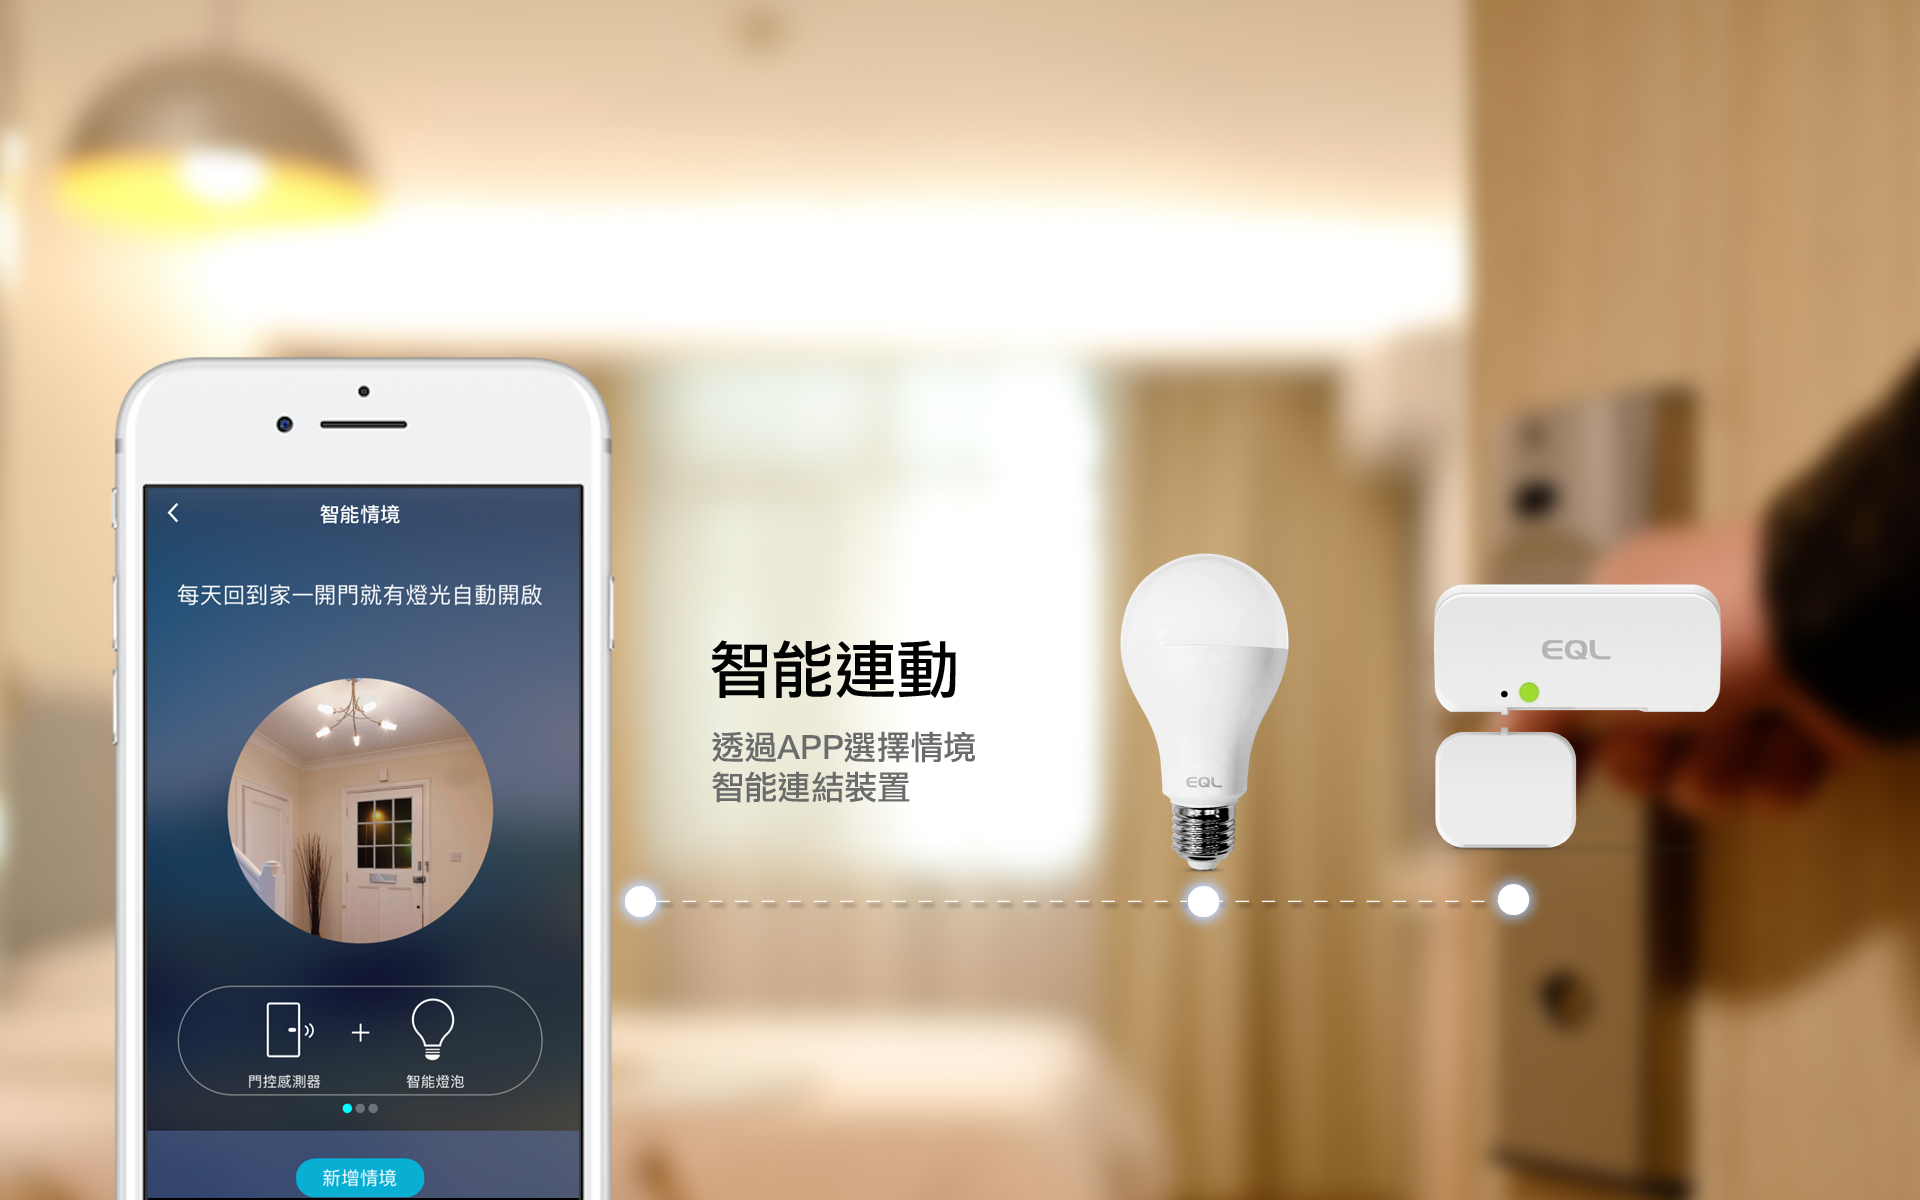 智能情境
每天回到家一開門就有燈光自動開啟
門控感測器
智能燈泡
新增情境
智能連動
透過APP選擇情境
智能連結裝置
EQL
EQL